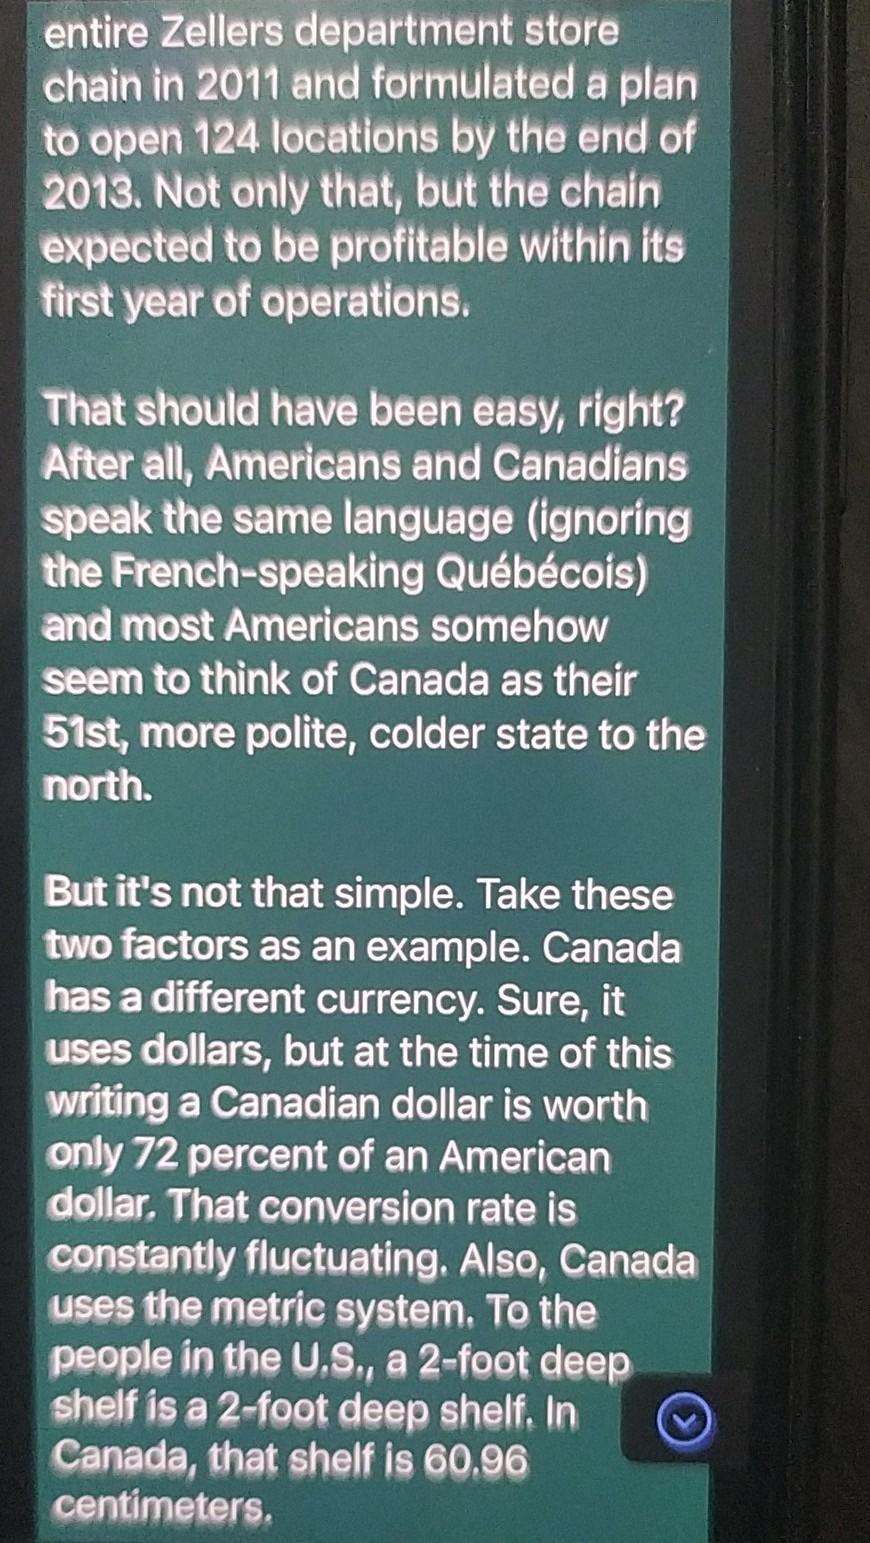 entire Zellers department store
chain in 2011 and formulated a plan
to open 124 locations by the end of
2013. Not only that, but the chain
expected to be profitable within its
first year of operations.
That should have been easy, right?
After all, Americans and Canadians
speak the same language (ignoring
the French-speaking Québécois)
and most Americans somehow
seem to think of Canada as their
51st, more polite, colder state to the
north.
But it's not that simple. Take these
two factors as an example. Canada
has a different currency. Sure, it
uses dollars, but at the time of this
writing a Canadian dollar is worth
only 72 percent of an American
dollar. That conversion rate is
constantly fluctuating. Also, Canada
uses the metric system. To the
people in the U.S., a 2-foot deep
shelf is a 2-foot deep shelf. In
Canada, that shelf is 60.96
centimeters.